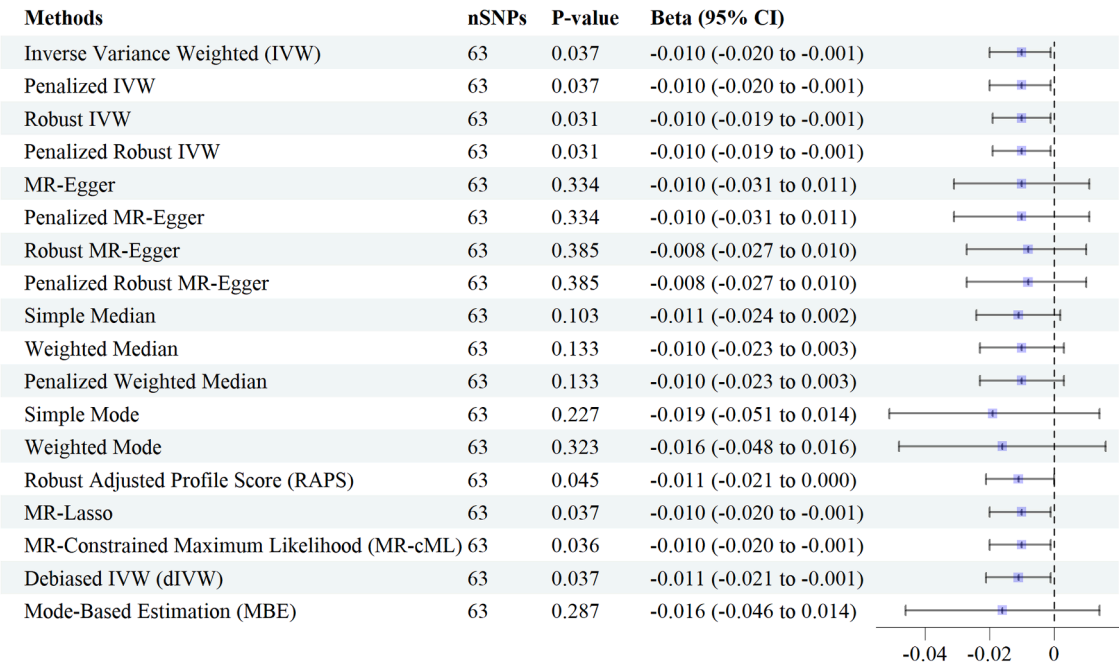 Methods nSNPs P-value Beta (95% CI)
Inverse Variance Weighted (IVW) 63 0.037 -0.010 (-0.020 to -0.001)
Penalized IVW 63 0.037 -0.010 (-0.020 to -0.001)
Robust IVW 63 0.031 -0.010 (-0.019 to -0.001)
Penalized Robust IVW 63 0.031 -0.010 (-0.019 to -0.001)
MR-Egger 63 0.334 -0.010 (-0.031 to 0.011)
Penalized MR-Egger 63 0.334 -0.010 (-0.031 to 0.011)
Robust MR-Egger 63 0.385 -0.008 (-0.027 to 0.010)
Penalized Robust MR-Egger 63 0.385 -0.008 (-0.027 to 0.010)
Simple Median 63 0.103 -0.011 (-0.024 to 0.002)
Weighted Median 63 0.133 -0.010 (-0.023 to 0.003)
Penalized Weighted Median 63 0.133 -0.010 (-0.023 to 0.003)
Simple Mode 63 0.227 -0.019 (-0.051 to 0.014)
Weighted Mode 63 0.323 -0.016 (-0.048 to 0.016)
Robust Adjusted Profile Score (RAPS) 63 0.045 -0.011 (-0.021 to 0.000)
MR-Lasso 63 0.037 -0.010 (-0.020 to -0.001)
MR-Constrained Maximum Likelihood (MR-cML) 63 0.036 -0.010 (-0.020 to -0.001)
Debiased IVW (dIVW) 63 0.037 -0.011 (-0.021 to -0.001)
Mode-Based Estimation (MBE) 63 0.287 -0.016 (-0.046 to 0.014)
-0.04 -0.02 0